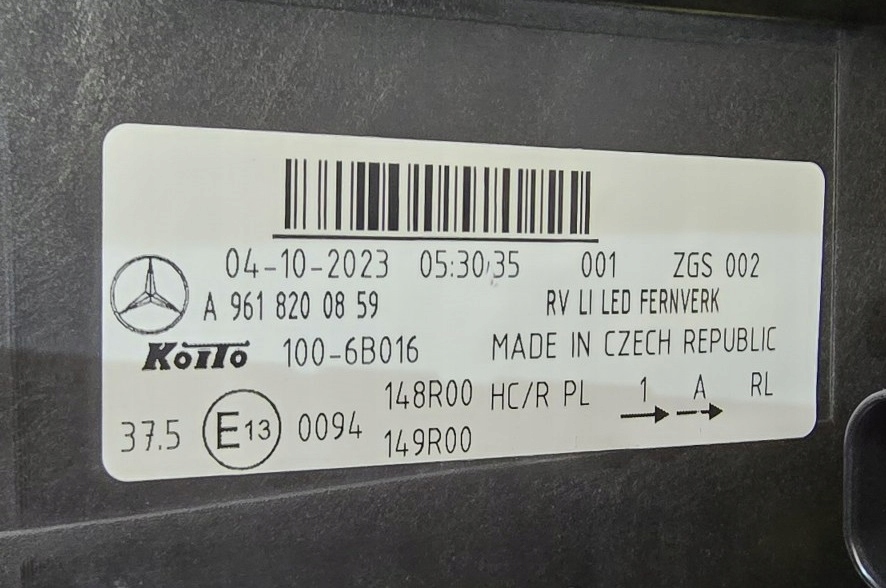 04-10-2023 05:30:35 001 ZGS 002
A 961 820 08 59 RV LI LED FERNVERK
KOITO 100-6B016 MADE IN CZECH REPUBLIC
148R00 HC/R PL 1 A RL
37.5 E13 0094
149R00